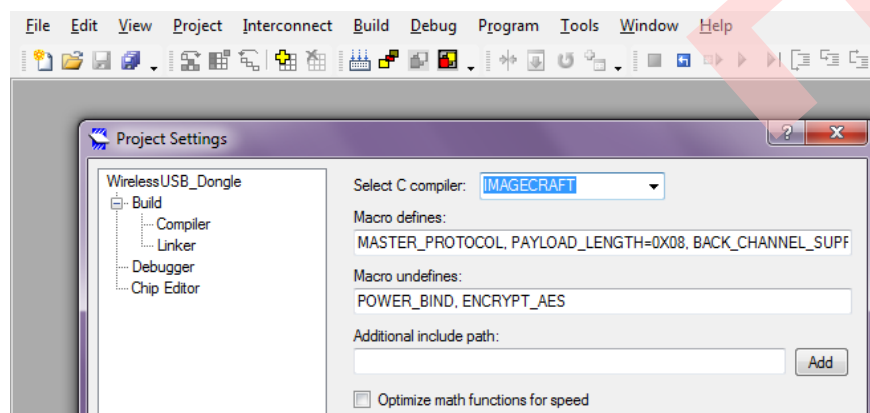 File Edit View Project Interconnect Build Debug Program Tools Window Help
Project Settings
WirelessUSB_Dongle
Build
Compiler
Linker
Debugger
Chip Editor
Select C compiler: IMAGECRAFT
Macro defines:
MASTER_PROTOCOL, PAYLOAD_LENGTH=0X08, BACK_CHANNEL_SUPF
Macro undefines:
POWER_BIND, ENCRYPT_AES
Additional include path:
Add
Optimize math functions for speed